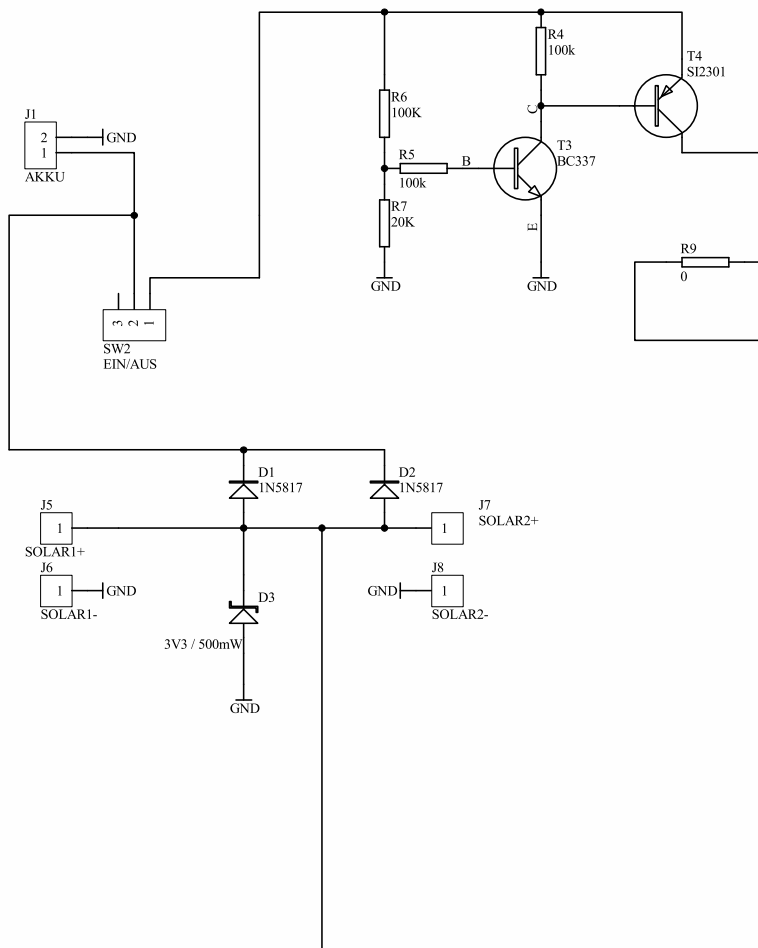 R4
100k
T4
SI2301
R6
100K
C
J1
2
GND
1
AKKU
T3
BC337
R5
B
100k
R7
20K
E
R9
0
GND
GND
3
2
1
SW2
EIN/AUS
D1
1N5817
D2
1N5817
J5
1
SOLAR1+
J7
1
SOLAR2+
J6
1
GND
SOLAR1-
J8
GND
1
SOLAR2-
D3
3V3 / 500mW
GND